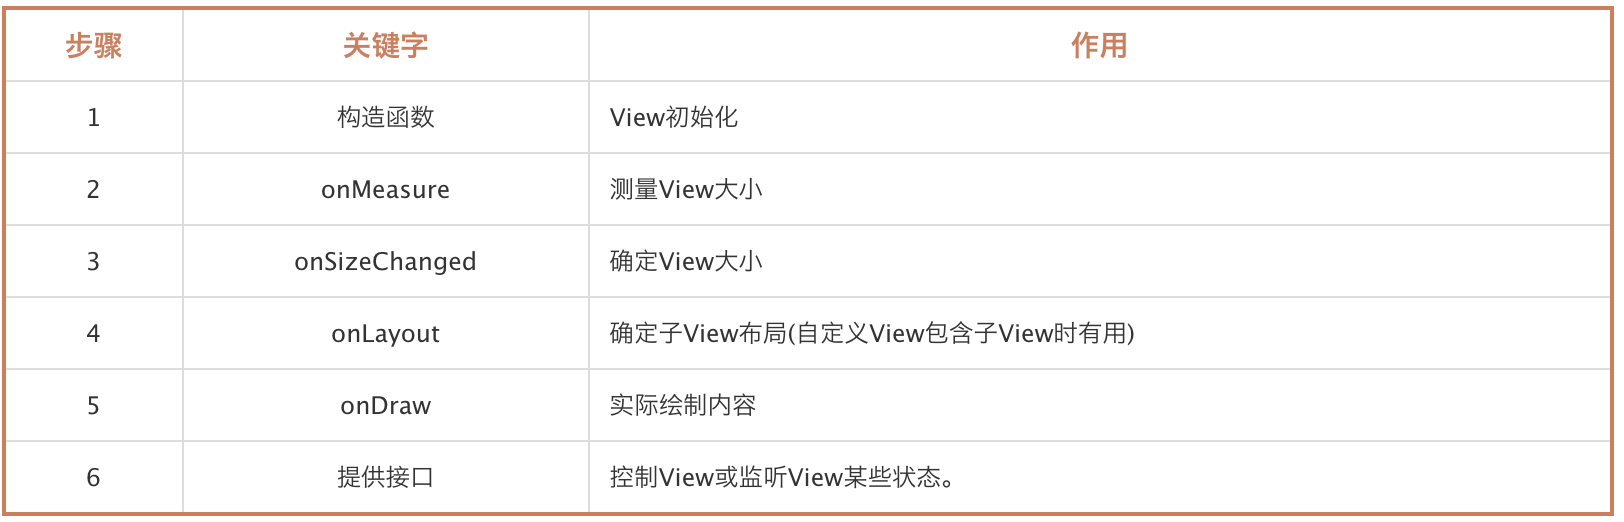 步骤 关键字 作用
1 构造函数 View初始化
2 onMeasure 测量View大小
3 onSizeChanged 确定View大小
4 onLayout 确定子View布局(自定义View包含子View时有用)
5 onDraw 实际绘制内容
6 提供接口 控制View或监听View某些状态。